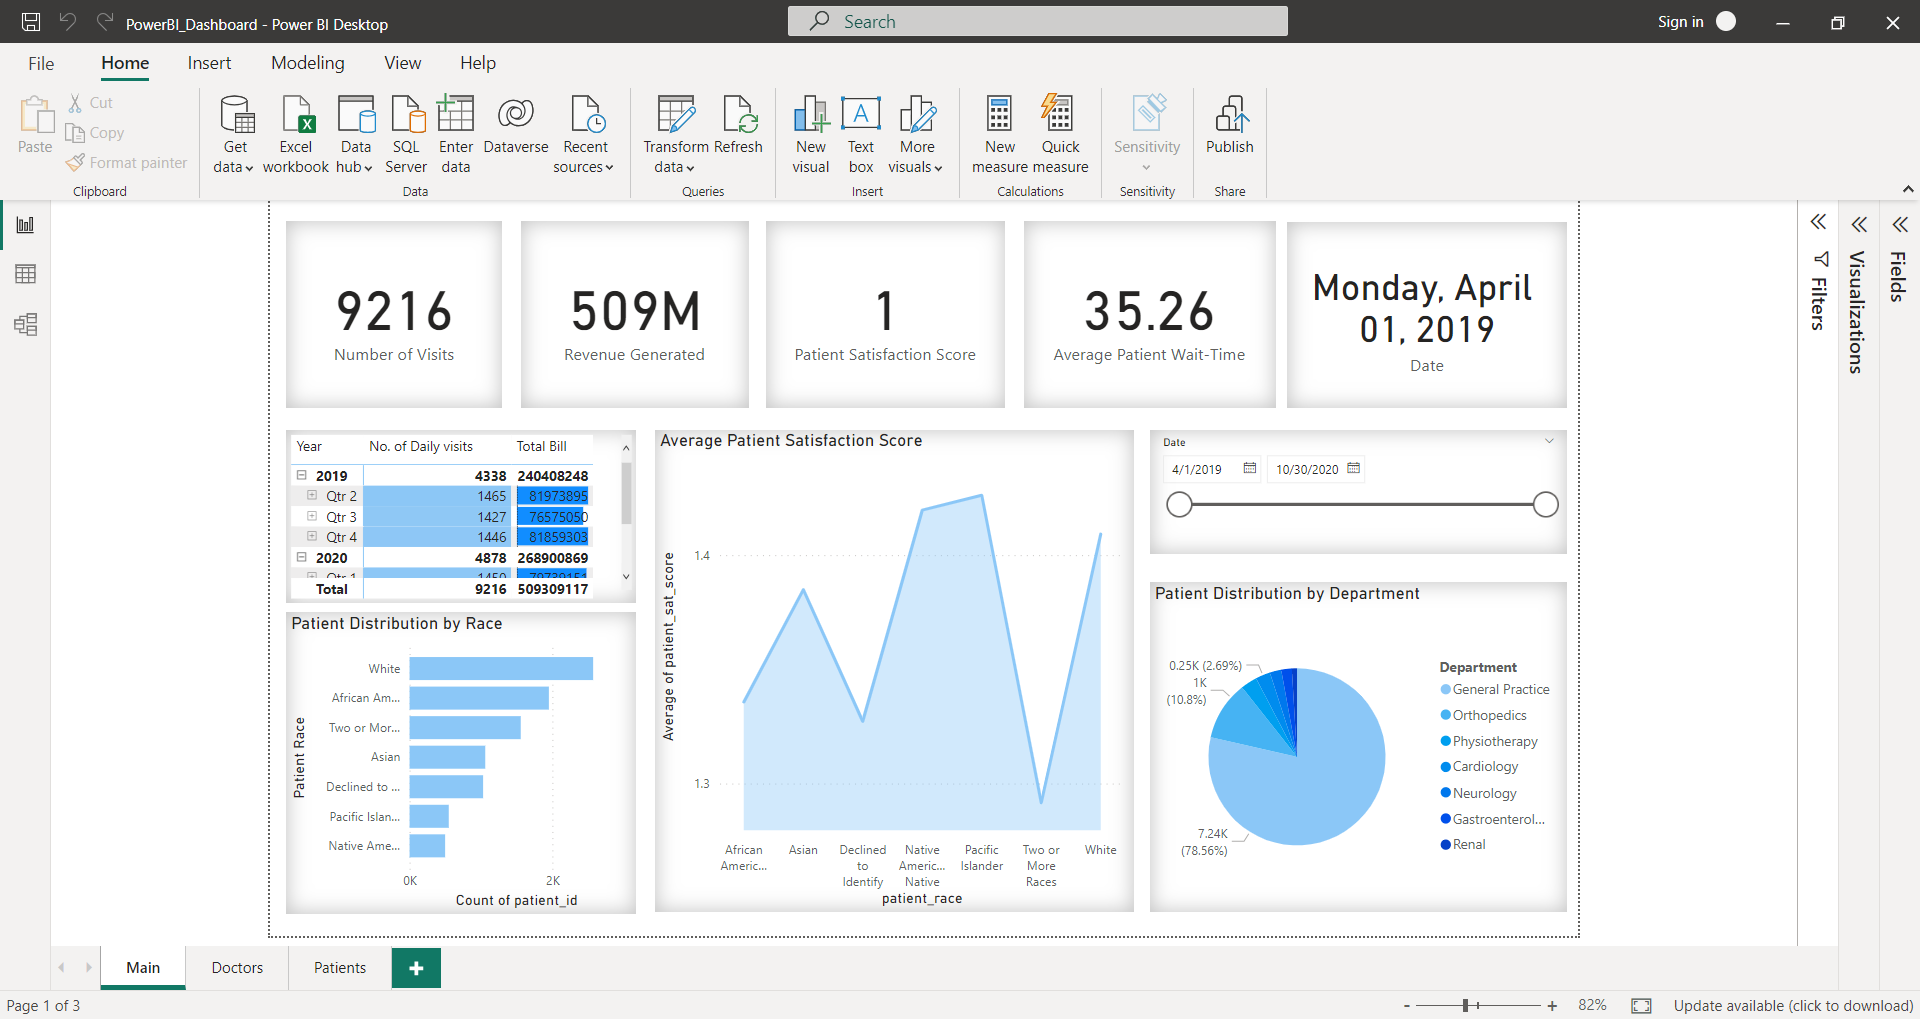 PowerBI_Dashboard - Power BI Desktop
Search
Sign in
File Home Insert Modeling View Help
Paste
Cut
Copy
Format painter
Clipboard
Get data
Excel workbook
Data hub
SQL Server
Enter data
Dataverse
Recent sources
Data
Transform data
Refresh
Queries
New visual
Text box
More visuals
Insert
New measure
Quick measure
Calculations
Sensitivity
Sensitivity
Publish
Share
9216
Number of Visits
509M
Revenue Generated
1
Patient Satisfaction Score
35.26
Average Patient Wait-Time
Monday, April
01, 2019
Date
Filters
Visualizations
Fields
Year No. of Daily visits Total Bill
2019 4338 240408248
Qtr 2 1465 81973895
Qtr 3 1427 76575050
Qtr 4 1446 81859303
2020 4878 268900869
Qtr 1 1450 79739151
Total 9216 509309117
Patient Distribution by Race
Patient Race
White
African Am...
Two or Mor...
Asian
Declined to ...
Pacific Islan...
Native Ame...
0K 2K
Count of patient_id
Average Patient Satisfaction Score
Average of patient_sat_score
1.4
1.3
African Americ...
Asian
Declined to Identify
Native Americ... Native
Pacific Islander
Two or More Races
White
patient_race
Date
4/1/2019 10/30/2020
Patient Distribution by Department
0.25K (2.69%)
1K
(10.8%)
7.24K
(78.56%)
Department
General Practice
Orthopedics
Physiotherapy
Cardiology
Neurology
Gastroenterol...
Renal
Main Doctors Patients
Page 1 of 3
- + 82%
Update available (click to download)